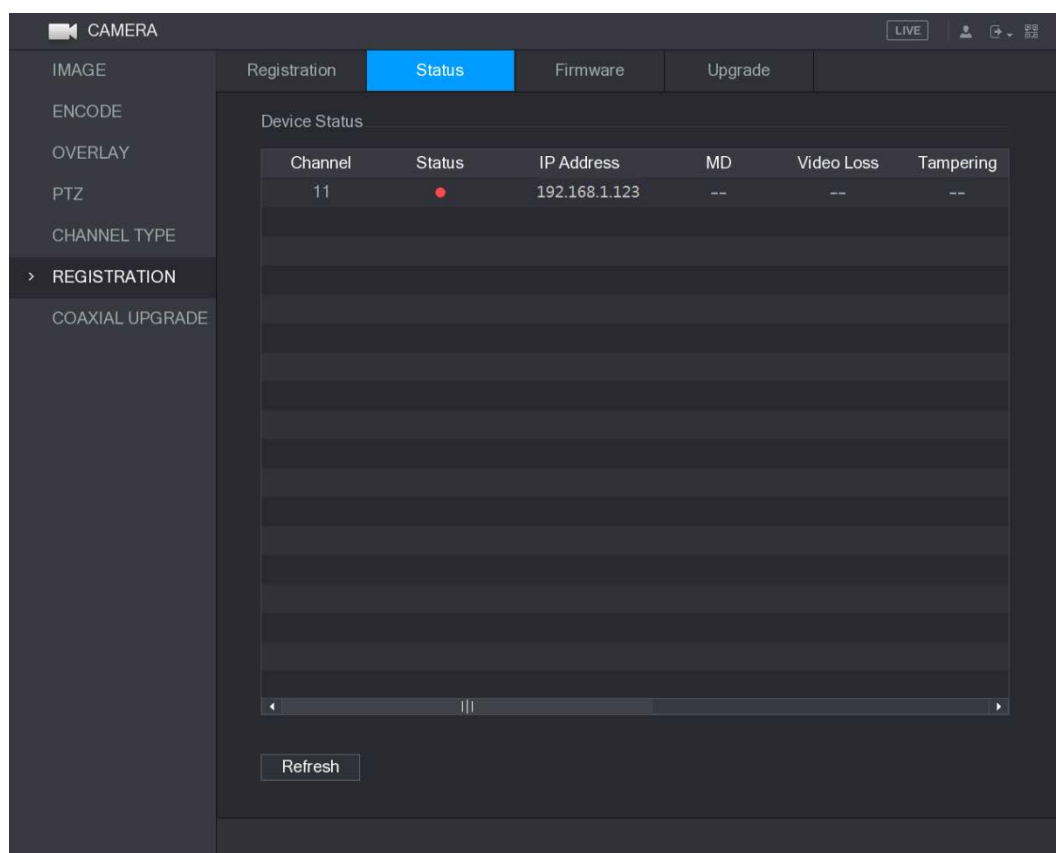 CAMERA LIVE
IMAGE Registration Status Firmware Upgrade
ENCODE
Device Status
OVERLAY
Channel Status IP Address MD Video Loss Tampering
PTZ 11 192.168.1.123 -- -- --
CHANNEL TYPE
> REGISTRATION
COAXIAL UPGRADE
Refresh